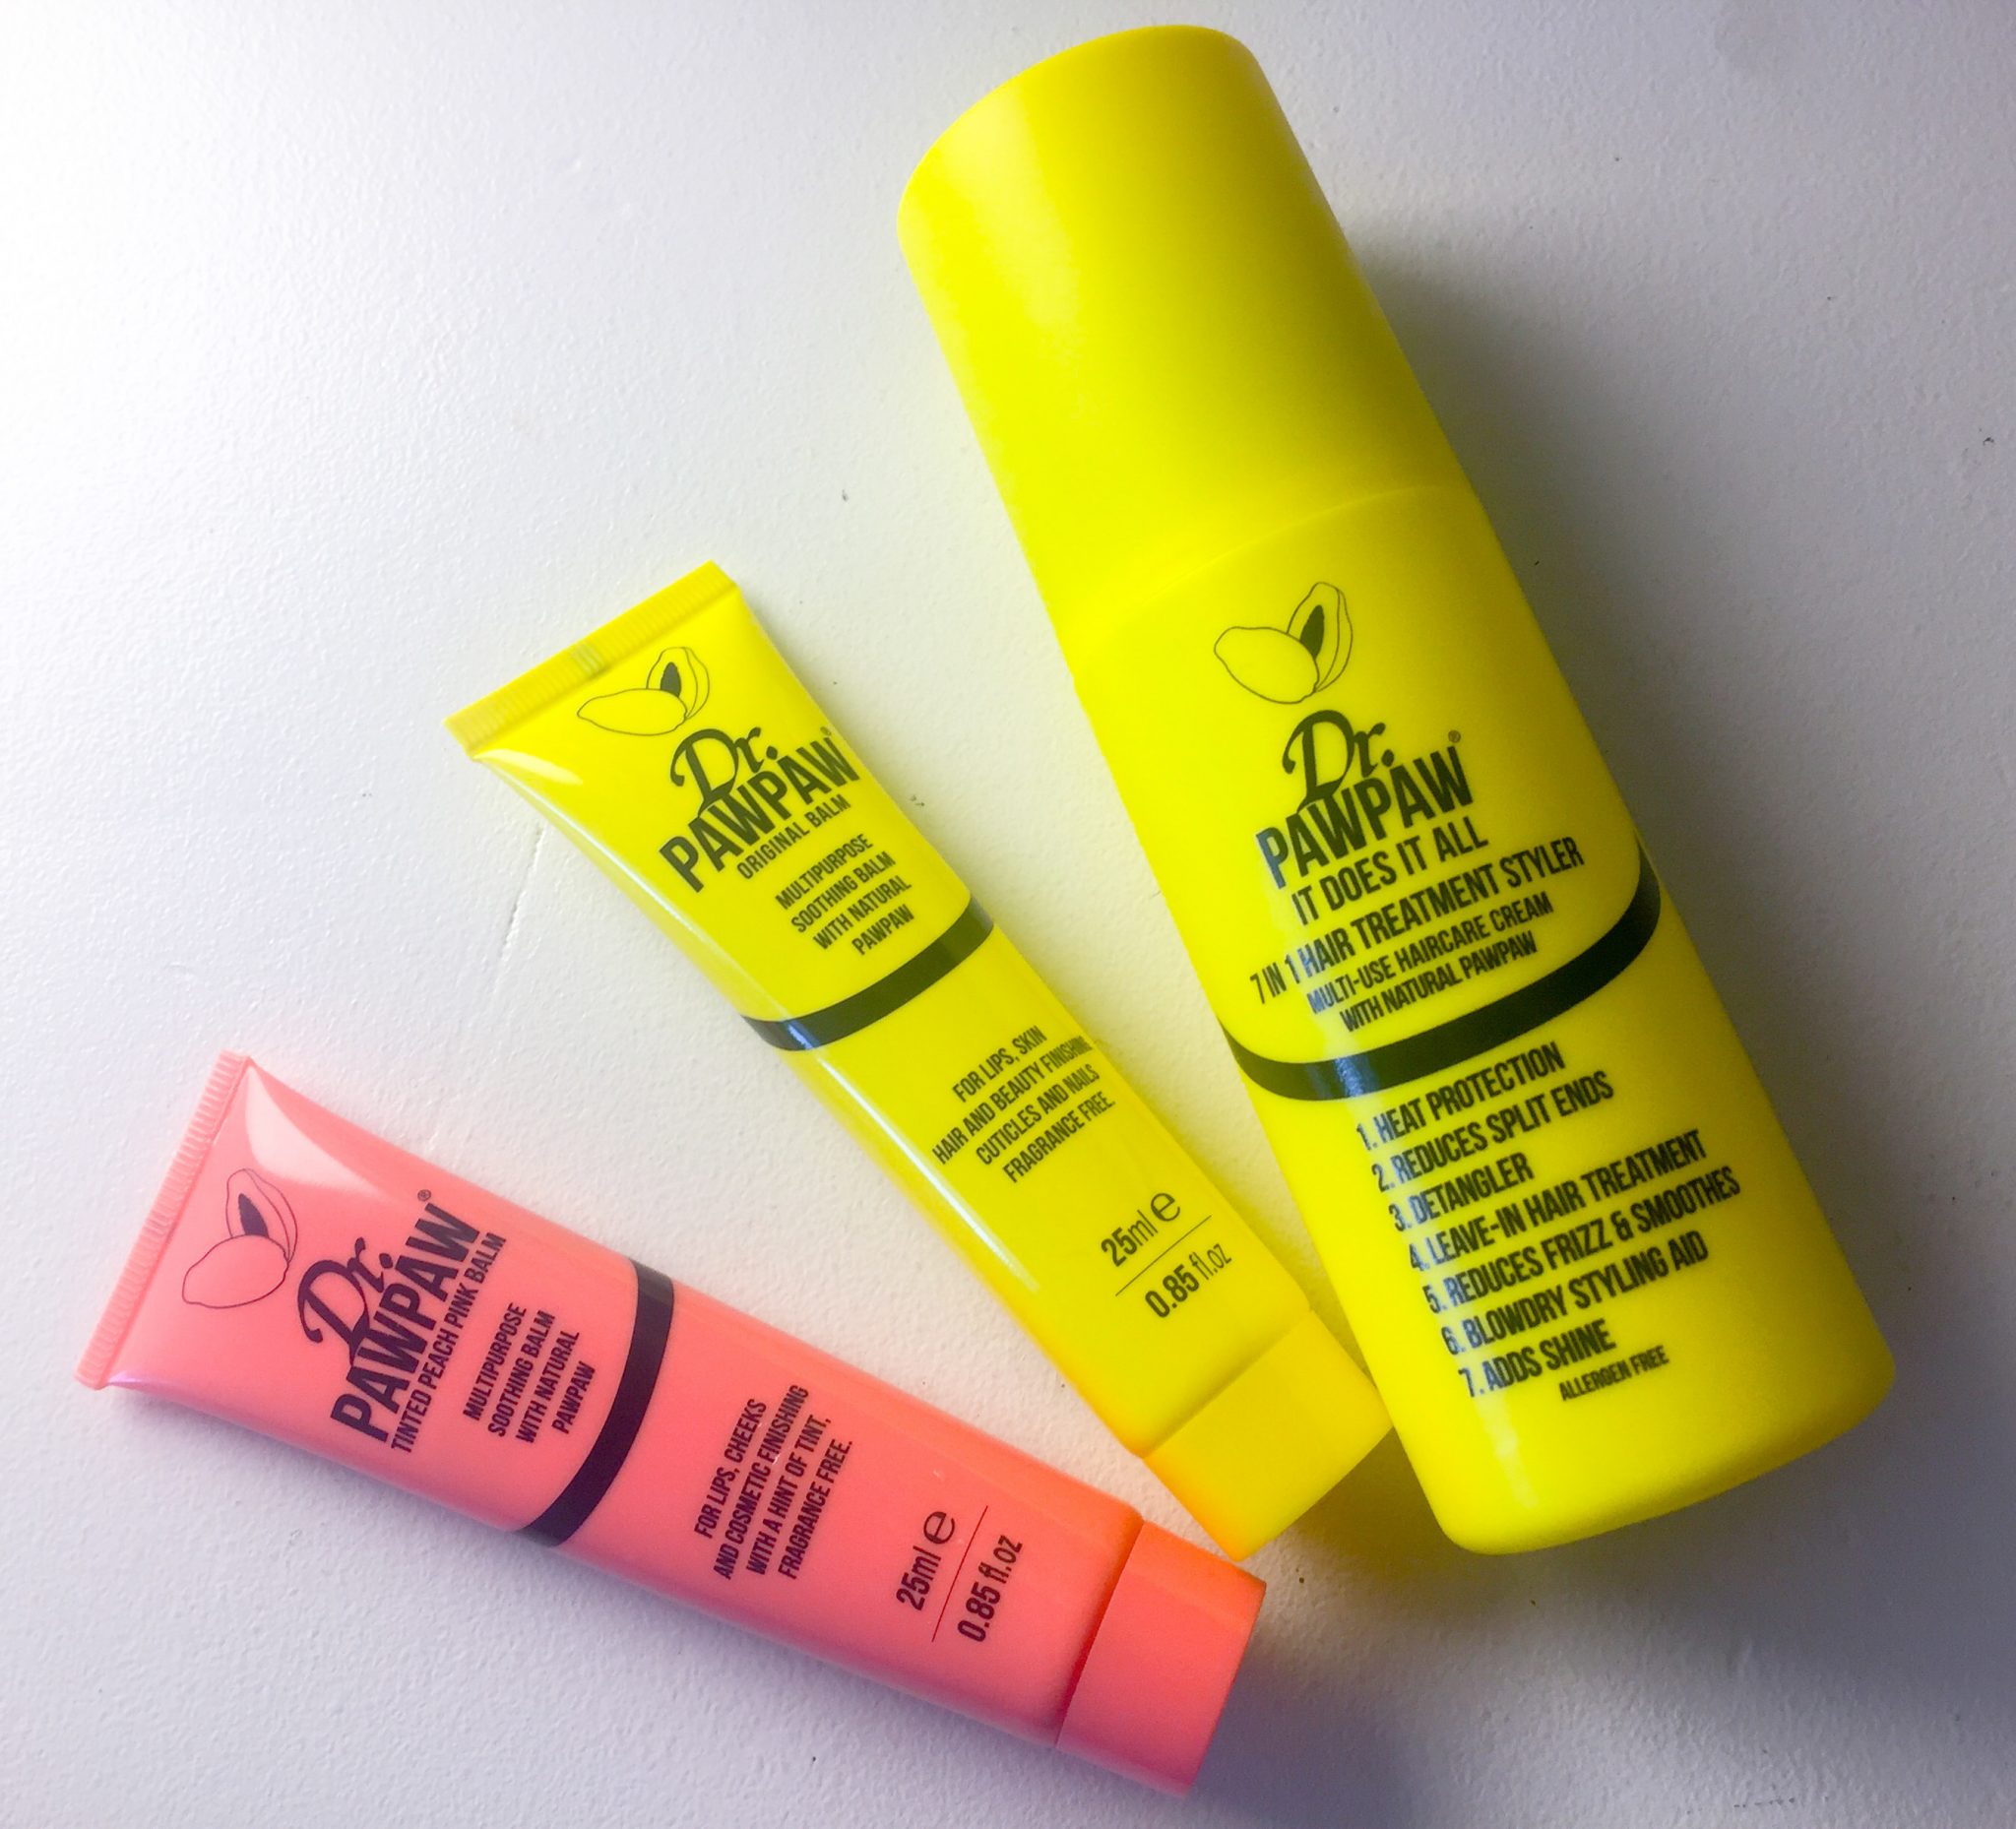 Dr.
PAWPAW®
TINTED PEACH PINK BALM
MULTIPURPOSE
SOOTHING BALM
WITH NATURAL
PAWPAW
FOR LIPS, CHEEKS
AND COSMETIC FINISHING
WITH A HINT OF TINT,
FRAGRANCE FREE.
25ml e
0.85 fl.oz
Dr.
PAWPAW®
ORIGINAL BALM
MULTIPURPOSE
SOOTHING BALM
WITH NATURAL
PAWPAW
FOR LIPS, SKIN
HAIR AND BEAUTY FINISHING
CUTICLES AND NAILS
FRAGRANCE FREE.
25ml e
0.85 fl.oz
Dr.
PAWPAW®
IT DOES IT ALL
7 IN 1 HAIR TREATMENT STYLER
MULTI-USE HAIRCARE CREAM
WITH NATURAL PAWPAW
1. HEAT PROTECTION
2. REDUCES SPLIT ENDS
3. DETANGLER
4. LEAVE-IN HAIR TREATMENT
5. REDUCES FRIZZ & SMOOTHES
6. BLOWDRY STYLING AID
7. ADDS SHINE
ALLERGEN FREE